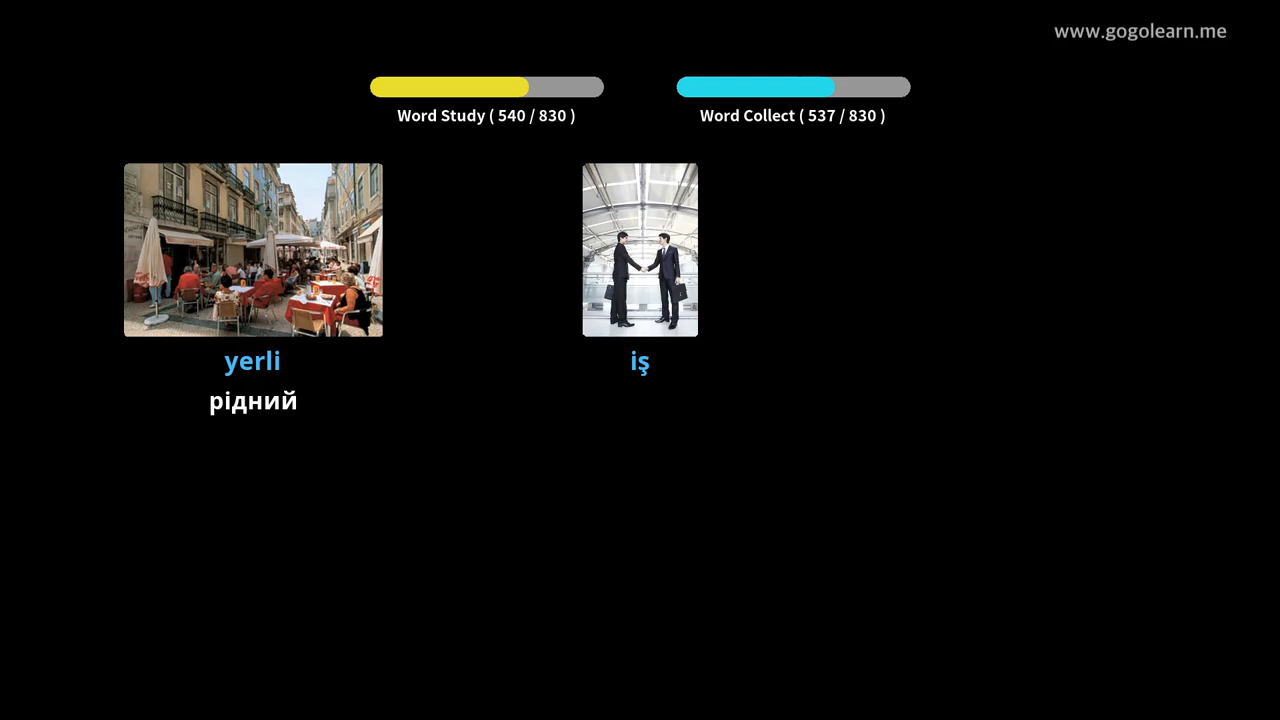 www.gogolearn.me
Word Study ( 540 / 830 )
Word Collect ( 537 / 830 )
yerli
рідний
iş